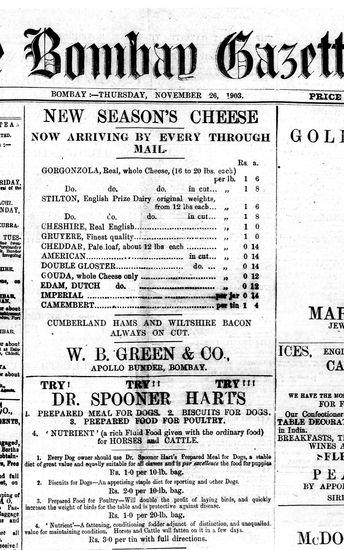 Bombay Gazett
BOMBAY :—THURSDAY, NOVEMBER 26, 1903.
PRICE
NEW SEASON'S CHEESE
NOW ARRIVING BY EVERY THROUGH
MAIL.
Rs. a.
GORGONZOLA, Real, whole Cheese, (16 to 20 lbs. each)
per lb. 1 6
Do. do. do. in cut... „ 1 8
STILTON, English Prize Dairy original weights,
from 12 lbs each... „ 1 6
Do. Do. do. in cut... „ 1 8
CHESHIRE, Real English... „ 1 0
GRUYERE, Finest quality... „ 1 0
CHEDDAR, Pale loaf, about 12 lbs each... „ 0 14
AMERICAN... in cut... „ 0 14
DOUBLE GLOSTER... do. ... „ 0 14
GOUDA, whole Cheese only... „ 0 12
EDAM, DUTCH do. ... „ 0 12
IMPERIAL... per jar 0 14
CAMEMBERT... per tin 1 4
CUMBERLAND HAMS AND WILTSHIRE BACON
ALWAYS ON CUT.
W. B. GREEN & CO.,
APOLLO BUNDER, BOMBAY.
TRY! TRY!! TRY!!!
DR. SPOONER HART'S
1. PREPARED MEAL FOR DOGS. 2. BISCUITS FOR DOGS.
3. PREPARED FOOD FOR POULTRY.
4. 'NUTRIENT' (a rich Fluid Food given with the ordinary food)
for HORSES and CATTLE.
1. Every Dog owner should use Dr. Spooner Hart's Prepared Meal for Dogs, a stable
diet of great value and equally suitable for all classes and is par excellence the food for puppies
Rs. 1-0 per 10-lb. bag.
2. Biscuits for Dogs—An appetising staple diet for sporting and other Dogs.
Rs. 2-0 per 10-lb. bag.
3. Prepared Food for Poultry—Will double the profit of laying birds, and quickly
increase the weight of birds for the table and is protective against disease.
Rs. 1-0 per 20-lb. bag.
4. 'Nutrient'—A fattening, conditioning fodder adjunct of distinction, and unequalled
value for maintaining condition. Horses and Cattle will fatten on it in a few days.
Rs. 3-0 per tin with full directions.
GOL
MA
JEW
ICES, ENGI
CA
WE HAVE THE MO
FOR
Our Confectioner
TABLE DECORAT
in India.
BREAKFASTS, T
WINES A
PEA
BY APPO
SIR
McDO